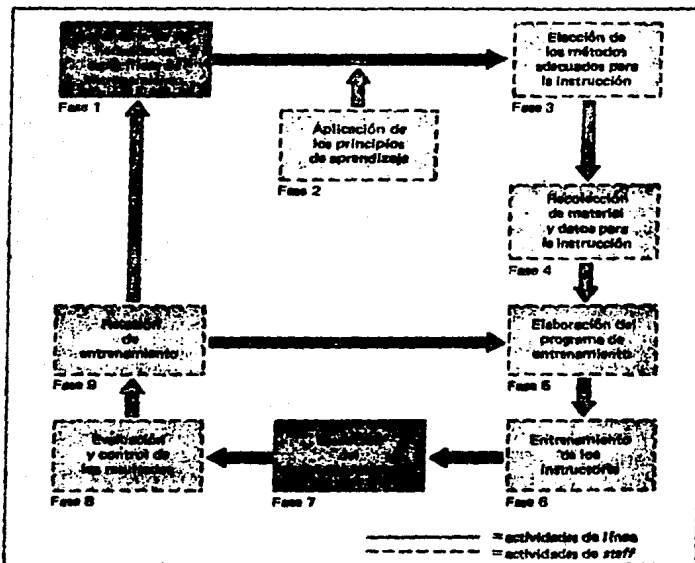 Fase 1
Elección de
los métodos
adecuados para
la instrucción
Fase 3
Aplicación de
los principios
de aprendizaje
Fase 2
Recolección
de material
y datos para
la instrucción
Fase 4
de
entrenamiento
Fase 9
Elaboración del
programa de
entrenamiento
Fase 5
Evaluación
y control de
los resultados
Fase 8
Fase 7
Entrenamiento
de los
instructores
Fase 6
= actividades de línea
= actividades de staff